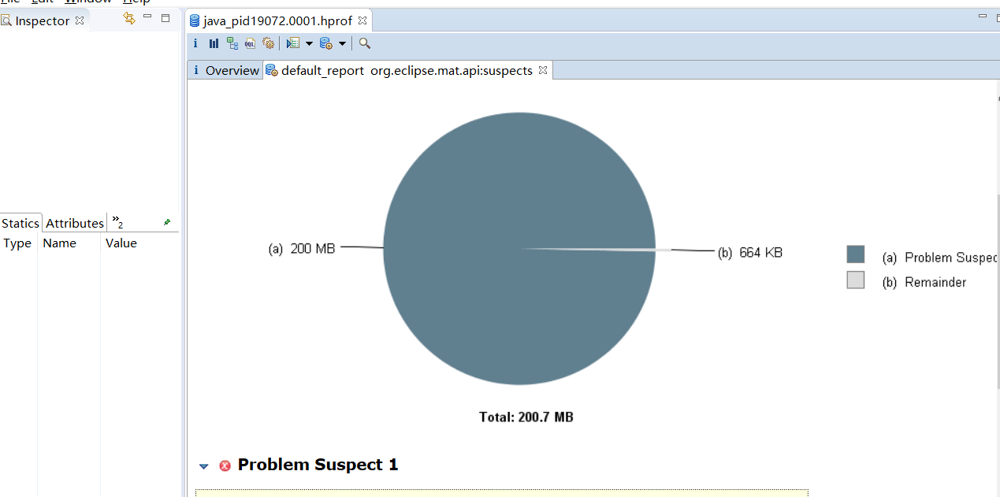 Edit Window Help
Inspector
java_pid19072.0001.hprof
i OQL
i Overview
default_report org.eclipse.mat.api:suspects
(a) 200 MB
(b) 664 KB
(a) Problem Suspec
(b) Remainder
Total: 200.7 MB
Statics
Attributes
»2
Type Name Value
Problem Suspect 1